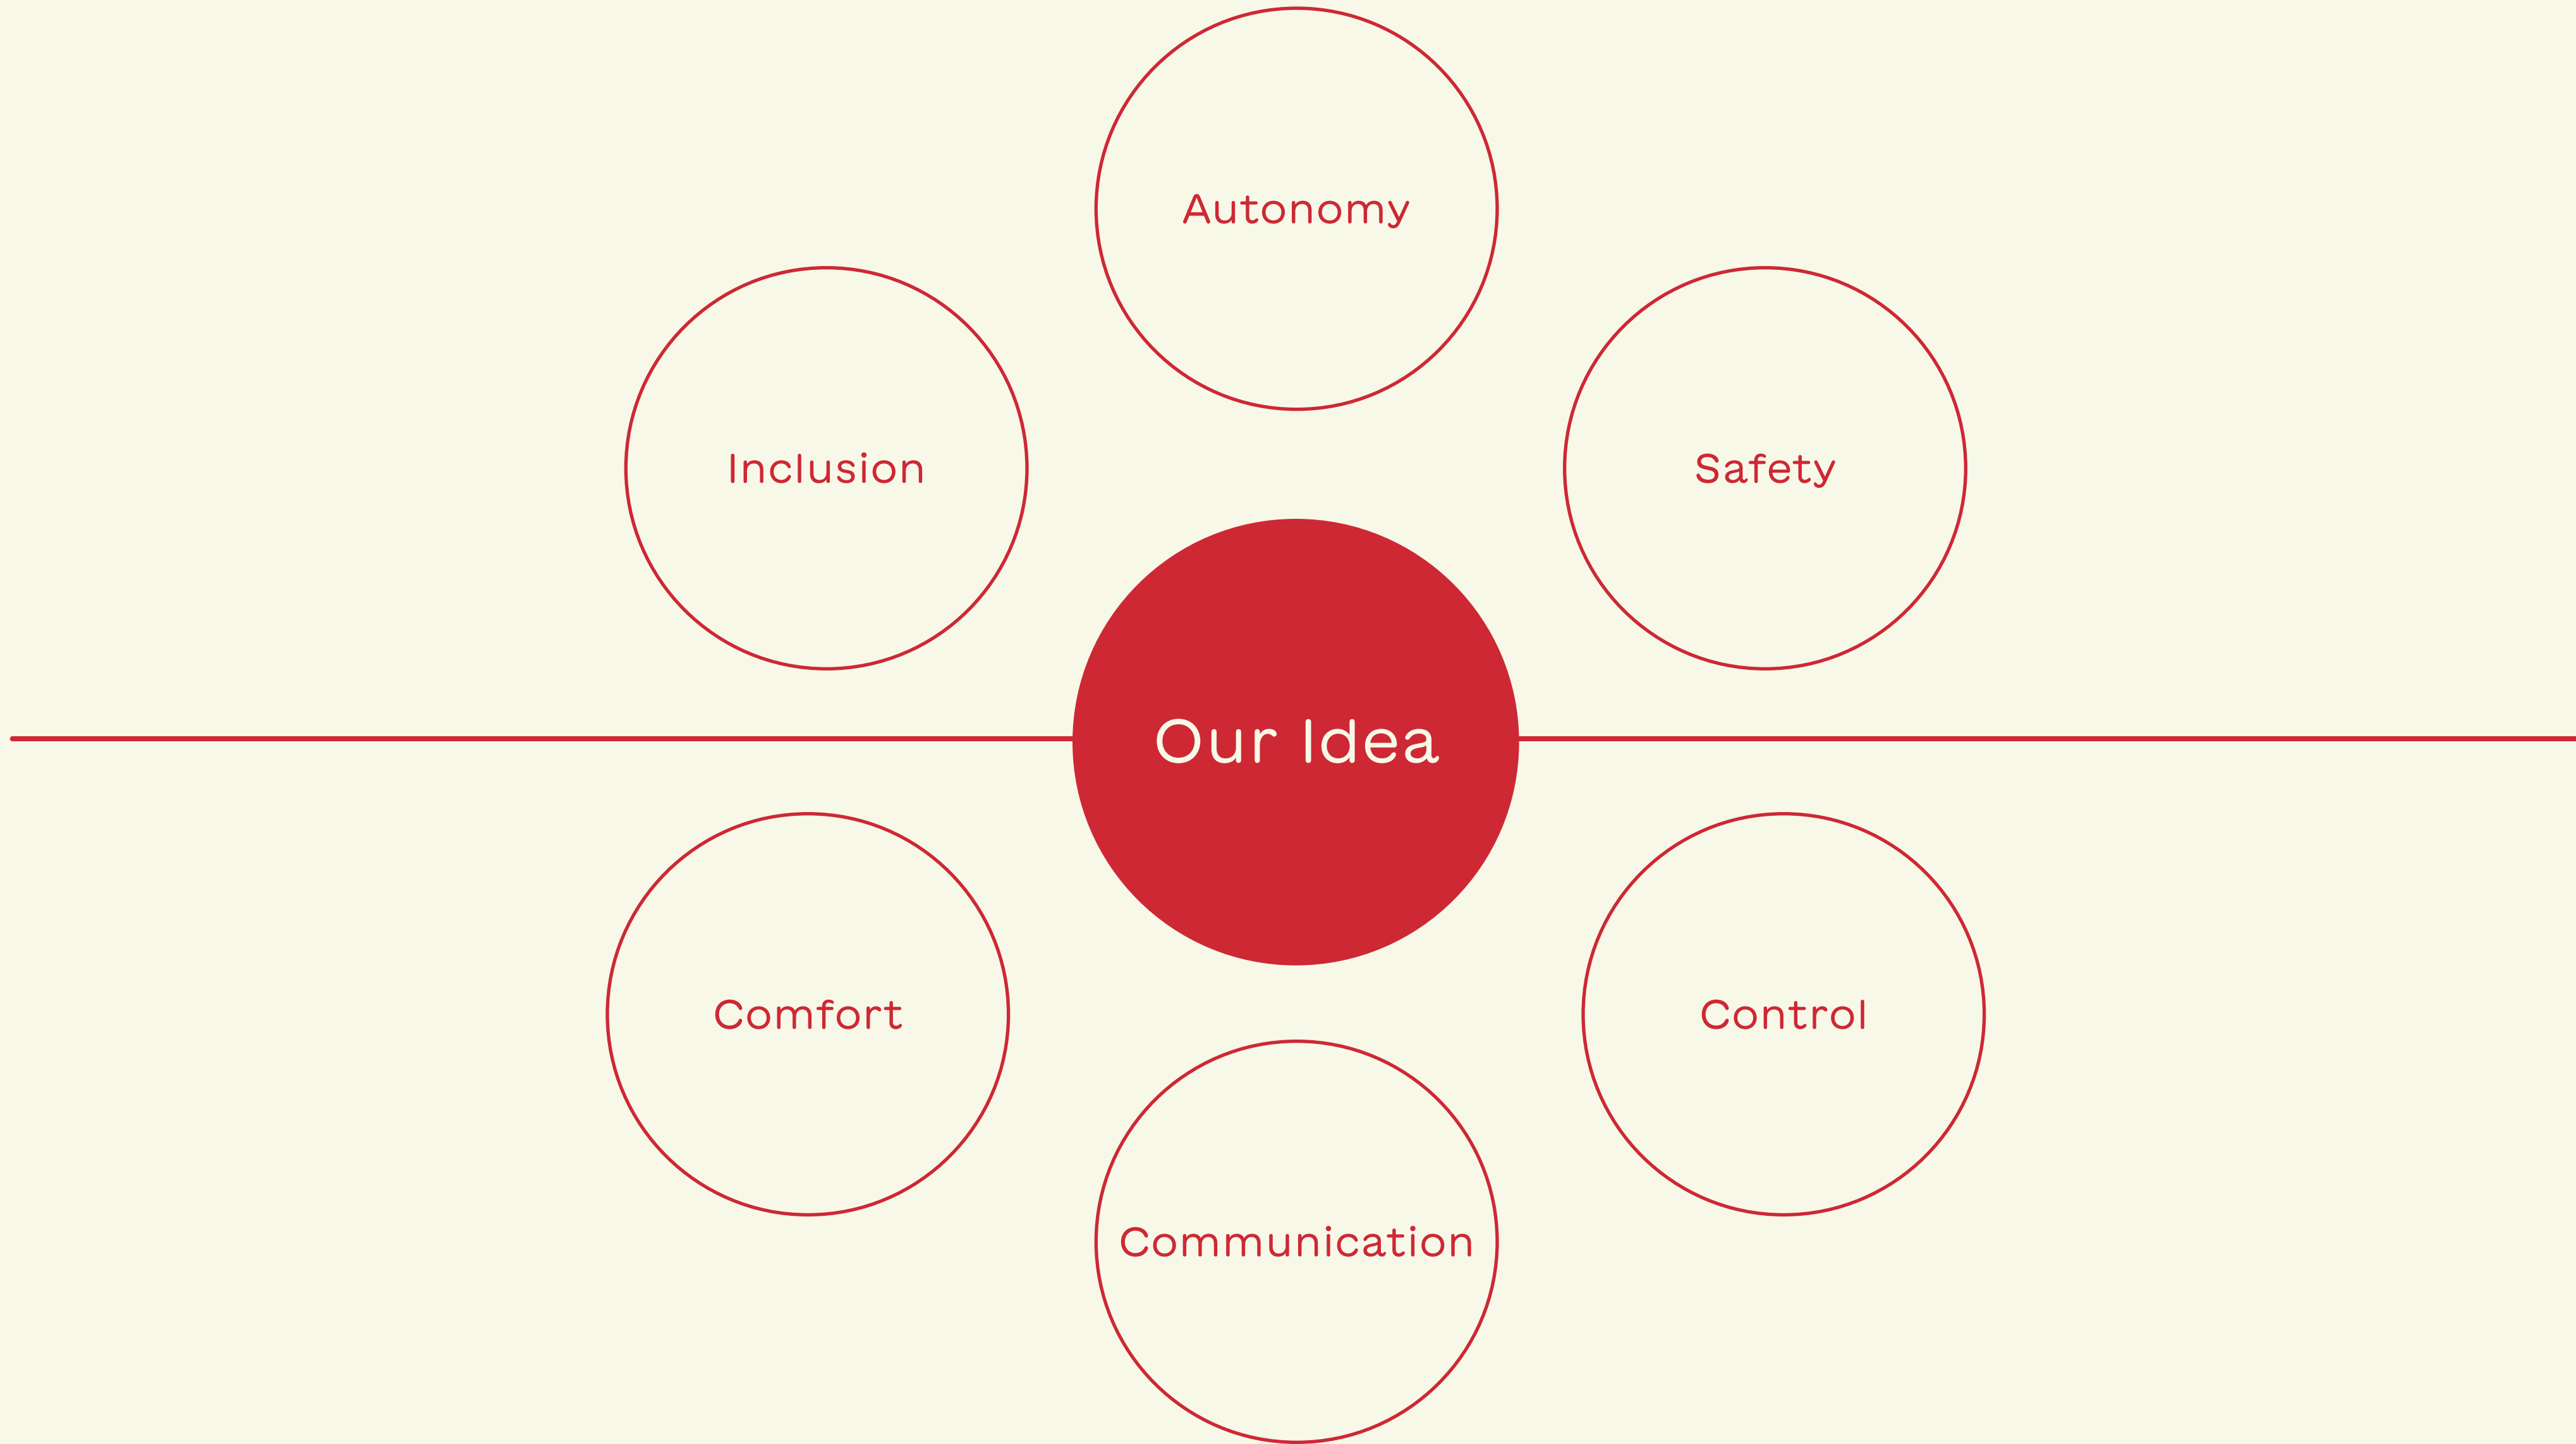 Autonomy
Inclusion
Safety
Our Idea
Comfort
Control
Communication